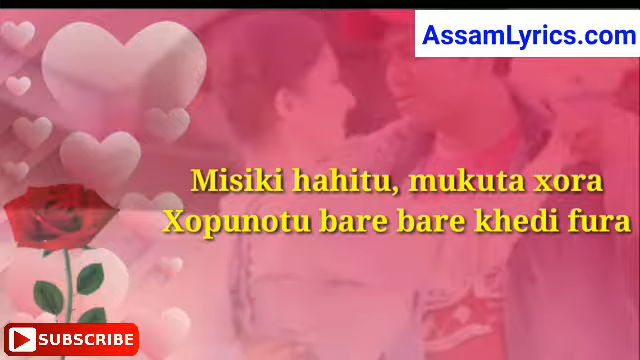 AssamLyrics.com
Misiki hahitu, mukuta xora
Xopunotu bare bare khedi fura
SUBSCRIBE